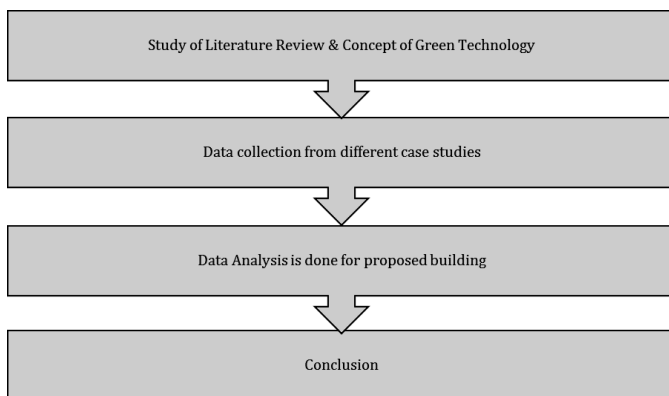 Study of Literature Review & Concept of Green Technology
Data collection from different case studies
Data Analysis is done for proposed building
Conclusion